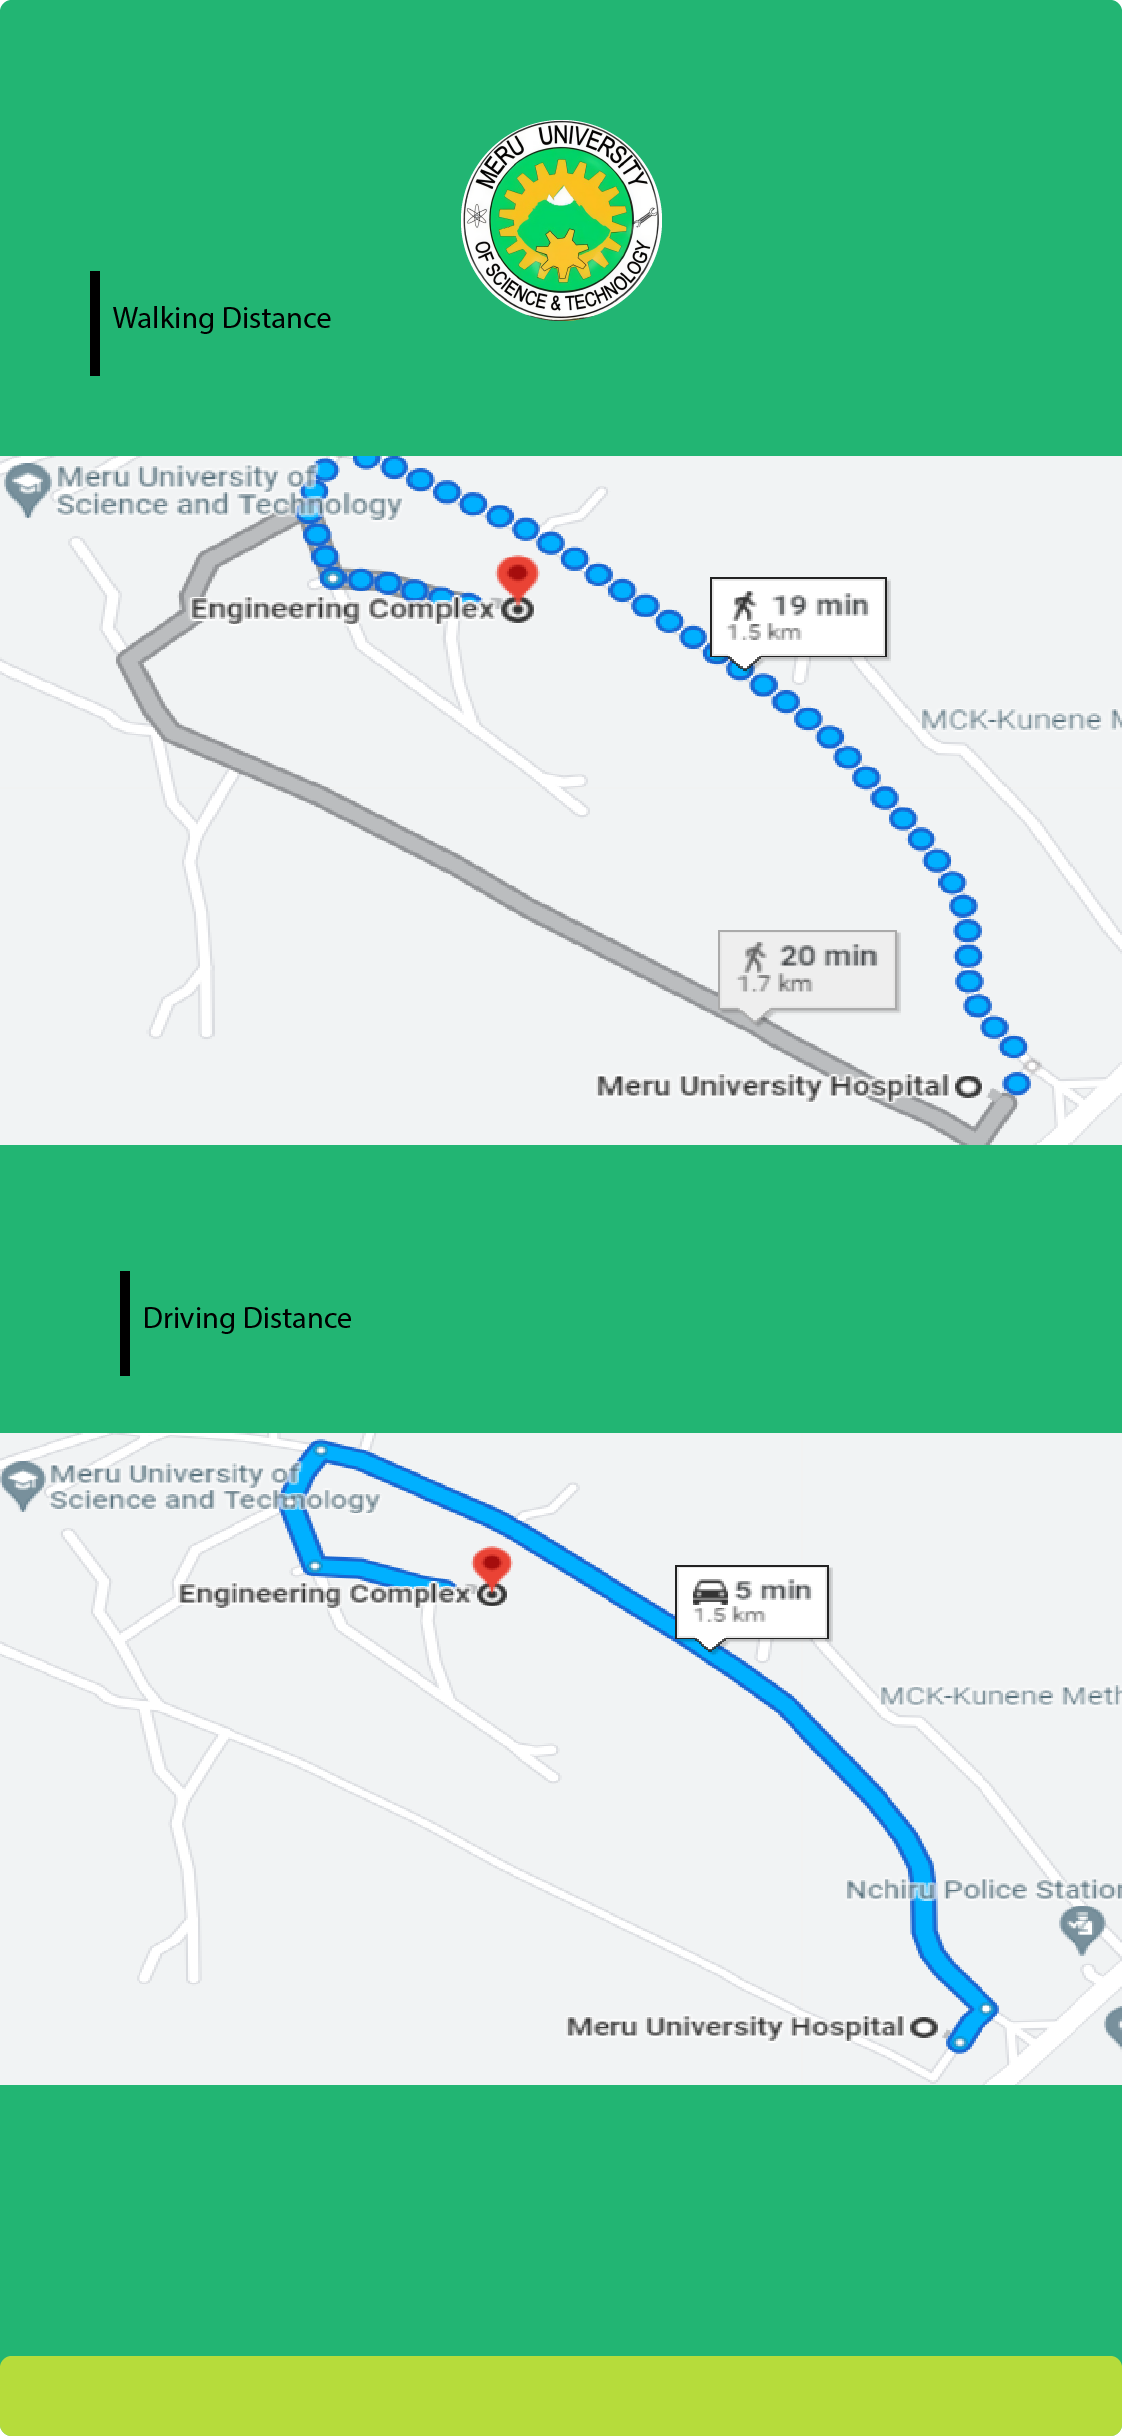 MERU UNIVERSITY
OF SCIENCE & TECHNOLOGY
Walking Distance
Meru University of
Science and Technology
Engineering Complex
19 min
1.5 km
MCK-Kunene M
20 min
1.7 km
Meru University Hospital
Driving Distance
Meru University of
Science and Technology
Engineering Complex
5 min
1.5 km
MCK-Kunene Meth
Nchiru Police Station
Meru University Hospital